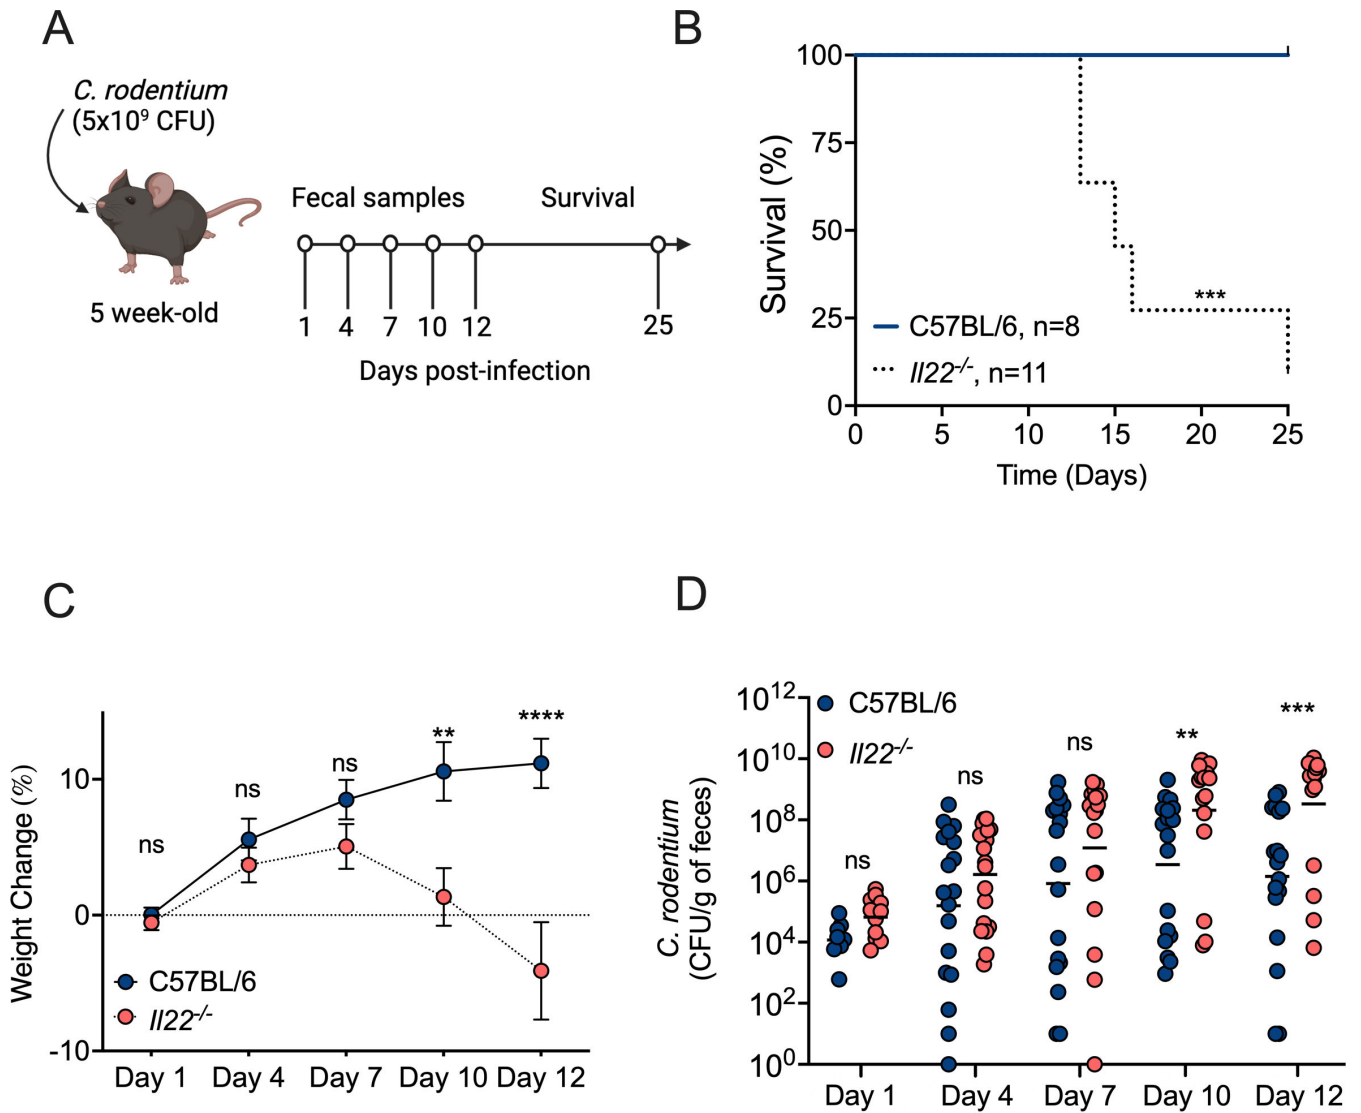 A
C. rodentium
(5x10⁹ CFU)
5 week-old
Fecal samples
Survival
1 4 7 10 12 25
Days post-infection
B
100
75
50
25
0
Survival (%)
***
C57BL/6, n=8
Il22-/-, n=11
0 5 10 15 20 25
Time (Days)
C
Weight Change (%)
10
0
-10
ns
ns
ns
**
****
C57BL/6
Il22-/-
Day 1 Day 4 Day 7 Day 10 Day 12
D
C. rodentium
(CFU/g of feces)
10¹²
10¹⁰
10⁸
10⁶
10⁴
10²
10⁰
C57BL/6
Il22-/-
ns
ns
ns
**
***
Day 1 Day 4 Day 7 Day 10 Day 12